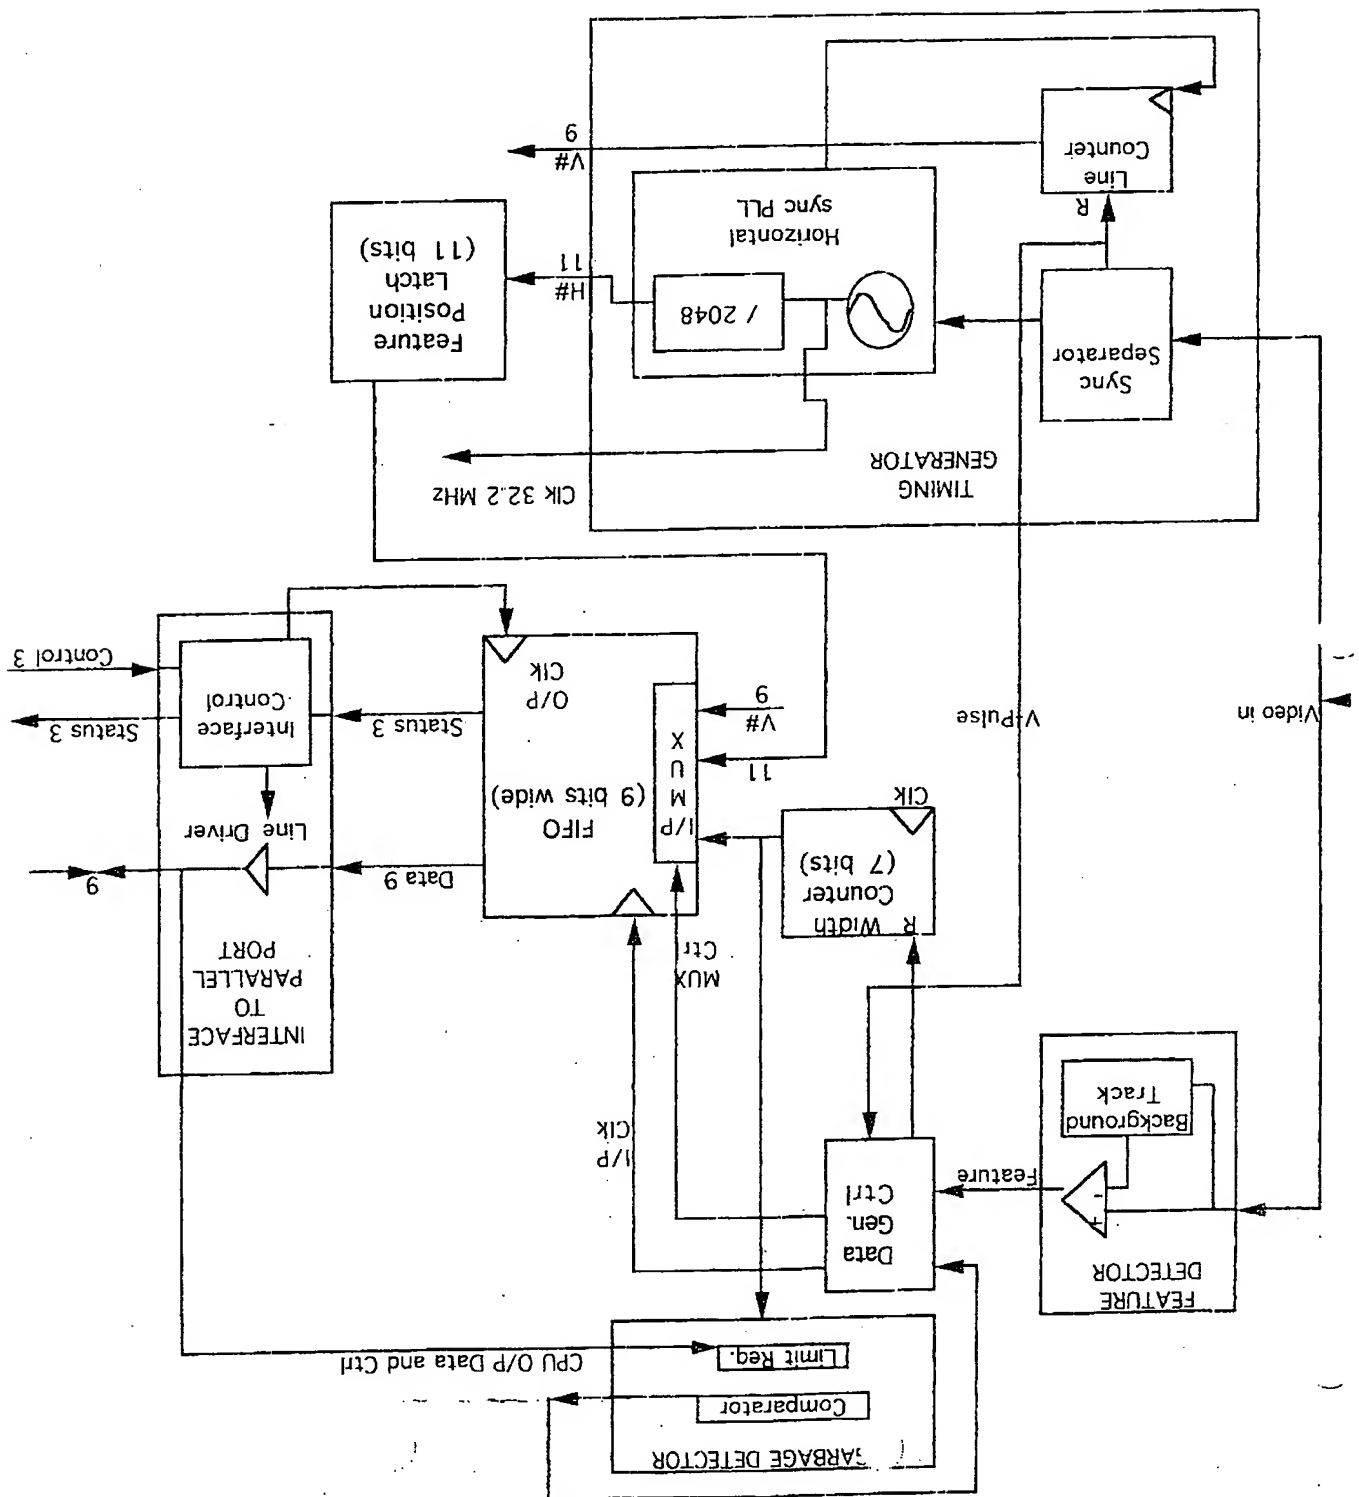 GARBAGE DETECTOR
Comparator
Limit Reg.
CPU O/P Data and Ctrl
FEATURE
DETECTOR
+
-
Background
Track
Feature
Data
Gen.
Ctrl
I/P
Clk
MUX
Ctr
INTERFACE
TO
PARALLEL
PORT
R Width
Counter
(7 bits)
Clk
I/P
M
U
X
11
V#
9
FIFO
(9 bits wide)
O/P
Clk
Data 9
Status 3
Line Driver
9
Interface
Control
Status 3
Control 3
Video in
V-Pulse
TIMING
GENERATOR
Clk 32.2 MHz
Sync
Separator
/ 2048
Horizontal
sync PLL
H#
11
Feature
Position
Latch
(11 bits)
R
Line
Counter
V#
9